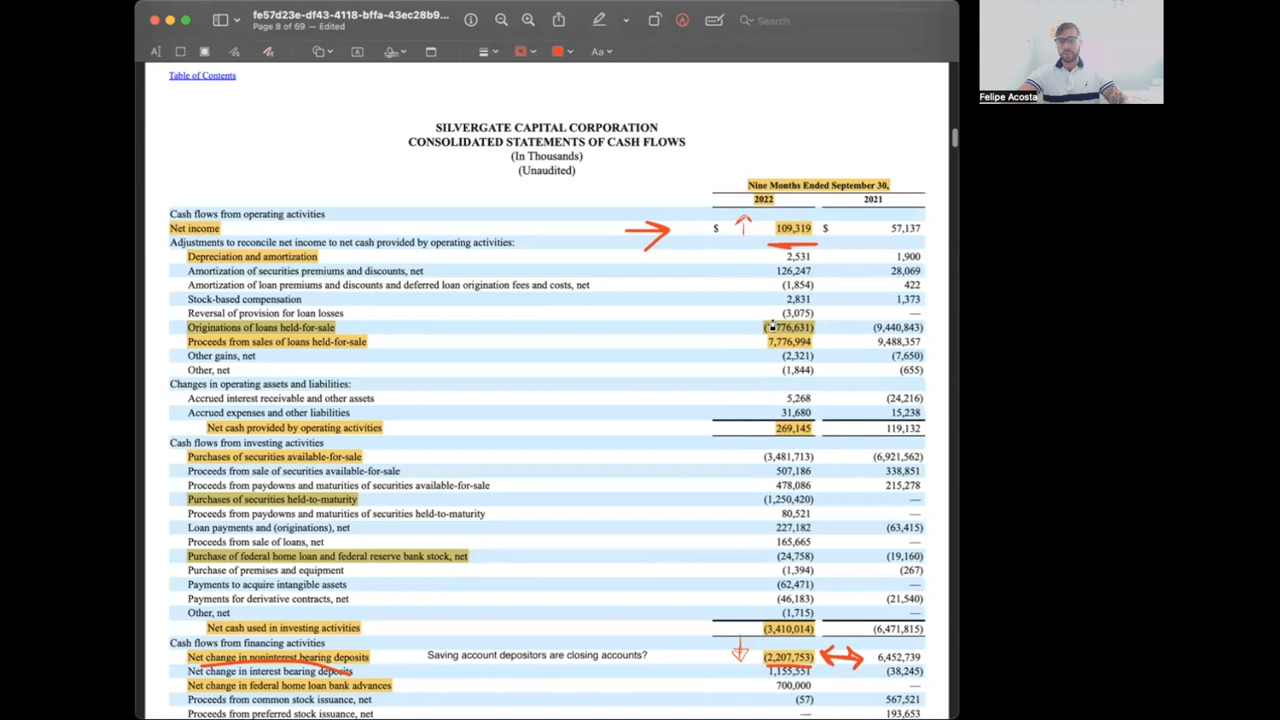 fe57d23e-df43-4118-bffa-43ec28b9...
Page 8 of 69 — Edited
Search
Aa
Felipe Acosta
Table of Contents
SILVERGATE CAPITAL CORPORATION
CONSOLIDATED STATEMENTS OF CASH FLOWS
(In Thousands)
(Unaudited)
Nine Months Ended September 30,
2022 2021
Cash flows from operating activities
Net income $ 109,319 $ 57,137
Adjustments to reconcile net income to net cash provided by operating activities:
Depreciation and amortization 2,531 1,900
Amortization of securities premiums and discounts, net 126,247 28,069
Amortization of loan premiums and discounts and deferred loan origination fees and costs, net (1,854) 422
Stock-based compensation 2,831 1,373
Reversal of provision for loan losses (3,075) —
Originations of loans held-for-sale (9,440,843)
Proceeds from sales of loans held-for-sale 7,776,994 9,488,357
Other gains, net (2,321) (7,650)
Other, net (1,844) (655)
Changes in operating assets and liabilities:
Accrued interest receivable and other assets 5,268 (24,216)
Accrued expenses and other liabilities 31,680 15,238
Net cash provided by operating activities 269,145 119,132
Cash flows from investing activities
Purchases of securities available-for-sale (3,481,713) (6,921,562)
Proceeds from sale of securities available-for-sale 507,186 338,851
Proceeds from paydowns and maturities of securities available-for-sale 478,086 215,278
Purchases of securities held-to-maturity (1,250,420) —
Proceeds from paydowns and maturities of securities held-to-maturity 80,521 —
Loan payments and (originations), net 227,182 (63,415)
Proceeds from sale of loans, net 165,665 —
Purchase of federal home loan and federal reserve bank stock, net (24,758) (19,160)
Purchase of premises and equipment (1,394) (267)
Payments to acquire intangible assets (62,471) —
Payments for derivative contracts, net (46,183) (21,540)
Other, net (1,715) —
Net cash used in investing activities (3,410,014) (6,471,815)
Cash flows from financing activities
Net change in noninterest bearing deposits Saving account depositors are closing accounts? (2,207,753) 6,452,739
Net change in interest bearing deposits 1,155,551 (38,245)
Net change in federal home loan bank advances 700,000 —
Proceeds from common stock issuance, net (57) 567,521
Proceeds from preferred stock issuance, net — 193,653